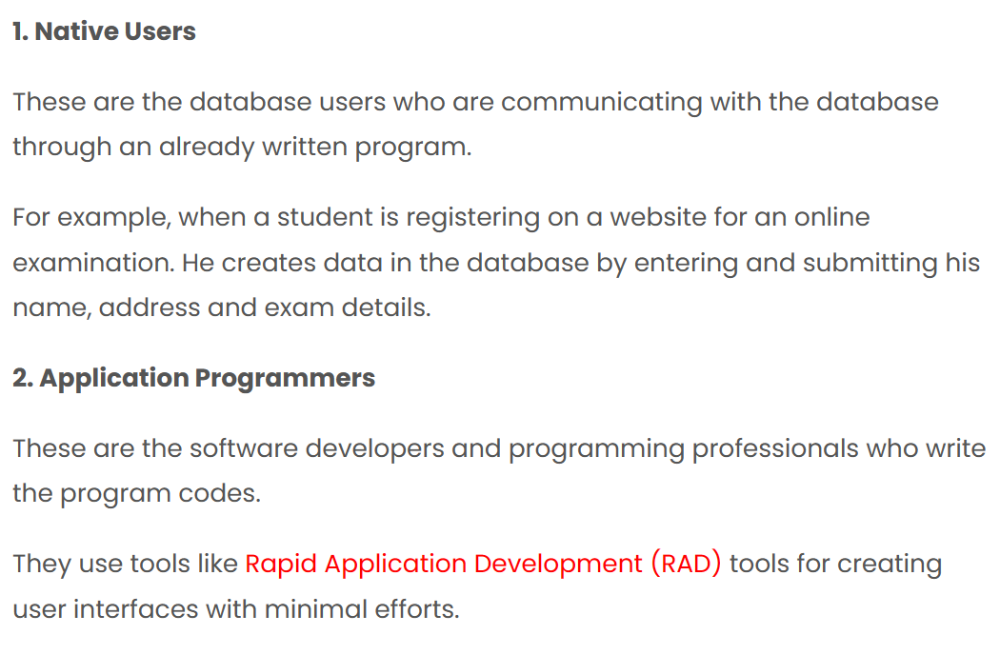 1. Native Users
These are the database users who are communicating with the database
through an already written program.
For example, when a student is registering on a website for an online
examination. He creates data in the database by entering and submitting his
name, address and exam details.
2. Application Programmers
These are the software developers and programming professionals who write
the program codes.
They use tools like Rapid Application Development (RAD) tools for creating
user interfaces with minimal efforts.